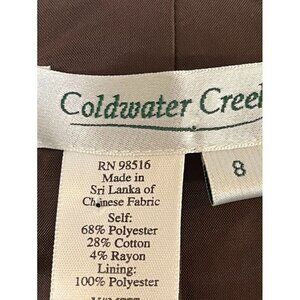 Coldwater Cree
8
RN 98516
Made in
Sri Lanka of
Chinese Fabric
Self:
68% Polyester
28% Cotton
4% Rayon
Lining:
100% Polyester